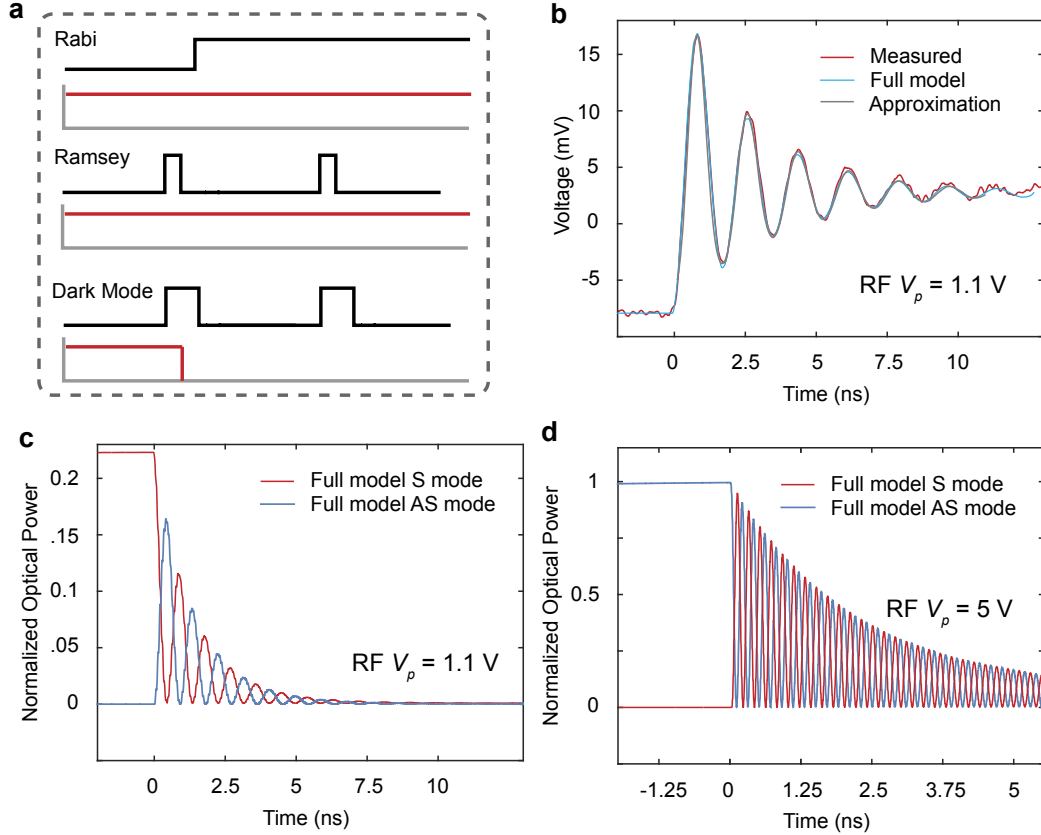 a
Rabi
Ramsey
Dark Mode
b
Measured
Full model
Approximation
RF Vp = 1.1 V
Voltage (mV)
15
10
5
0
-5
0
2.5
5
7.5
10
Time (ns)
c
Full model S mode
Full model AS mode
RF Vp = 1.1 V
Normalized Optical Power
0.2
.15
0.1
0.05
0
0
2.5
5
7.5
10
Time (ns)
d
Full model S mode
Full model AS mode
RF Vp = 5 V
Normalized Optical Power
1
0.5
0
-1.25
0
1.25
2.5
3.75
5
Time (ns)